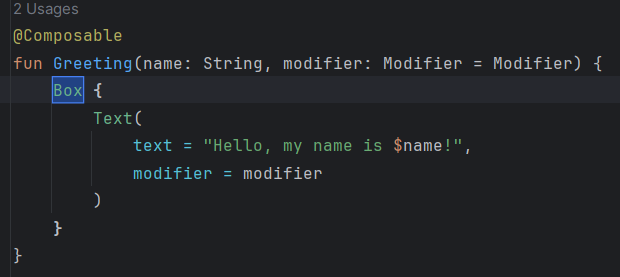 2 Usages
@Composable
fun Greeting(name: String, modifier: Modifier = Modifier) {
    Box {
        Text(
            text = "Hello, my name is $name!",
            modifier = modifier
        )
    }
}